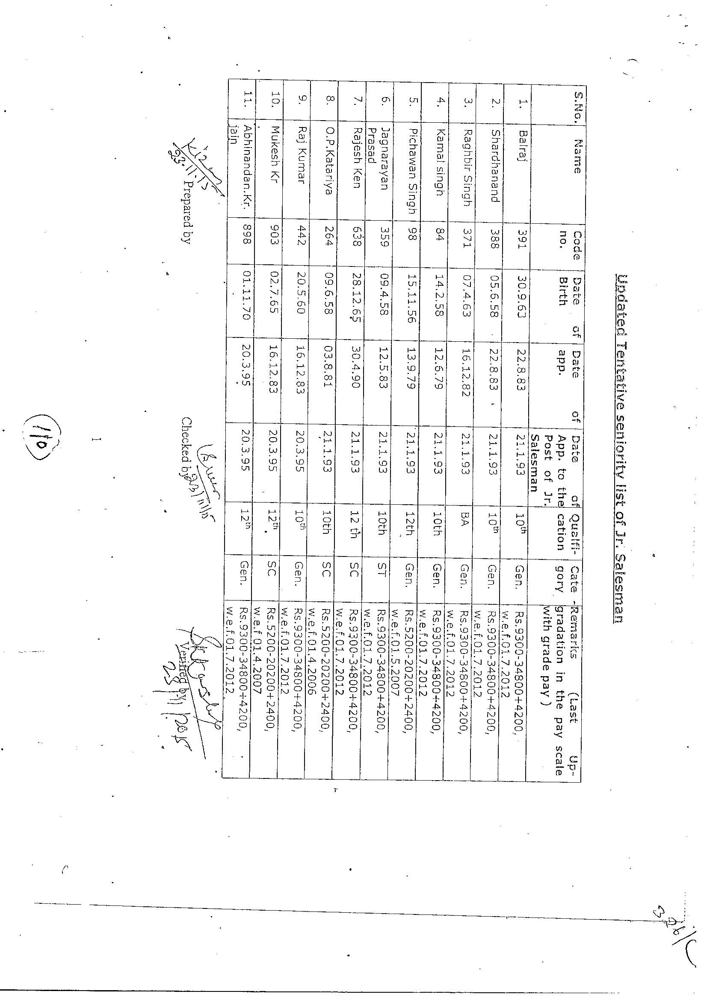 Updated Tentative seniority list of Jr. Salesman
S.No. Name Code no. Date of Birth Date of app. Date of App. to the Post of Jr. Salesman Qualfi-cation Cate gory Remarks (Last Up-gradation in the pay scale with grade pay )
1. Balraj 391 30.9.63 22.8.83 21.1.93 10th Gen. Rs.9300-34800+4200, w.e.f.01.7.2012
2. Shardhanand 388 05.6.58 22.8.83 21.1.93 10th Gen. Rs.9300-34800+4200, w.e.f.01.7.2012
3. Raghbir Singh 371 07.4.63 16.12.82 21.1.93 BA Gen. Rs.9300-34800+4200, w.e.f.01.7.2012
4. Kamal singh 84 14.2.58 12.6.79 21.1.93 10th Gen. Rs.9300-34800+4200, w.e.f.01.7.2012
5. Pichawan Singh 98 15.11.56 13.9.79 21.1.93 12th Gen. Rs.5200-20200+2400, w.e.f.01.5.2007
6. Jagnarayan Prasad 359 09.4.58 12.5.83 21.1.93 10th ST Rs.9300-34800+4200, w.e.f.01.7.2012
7. Rajesh Ken 638 28.12.65 30.4.90 21.1.93 12 th SC Rs.9300-34800+4200, w.e.f.01.7.2012
8. O.P.Katariya 264 09.6.58 03.8.81 21.1.93 10th SC Rs.5200-20200+2400, w.e.f.01.4.2006
9. Raj Kumar 442 20.5.60 16.12.83 20.3.95 10th Gen. Rs.9300-34800+4200, w.e.f.01.7.2012
10. Mukesh Kr 903 02.7.65 16.12.83 20.3.95 12th SC Rs.5200-20200+2400, w.e.f.01.4.2007
11. Abhinandan.Kr. jain 898 01.11.70 20.3.95 20.3.95 12th Gen. Rs.9300-34800+4200, w.e.f.01.7.2012
23.11.15 Prepared by
Checked by 23/11/15
Verified by
23/11/2015
1
110